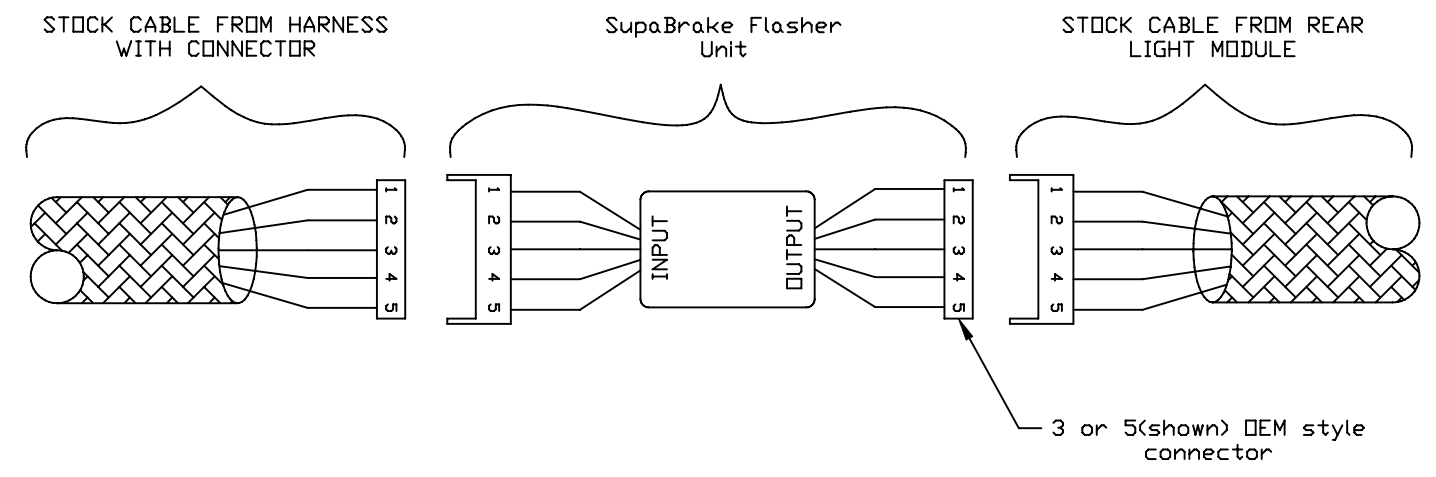 STOCK CABLE FROM HARNESS
WITH CONNECTOR
SupaBrake Flasher
Unit
STOCK CABLE FROM REAR
LIGHT MODULE
1
2
3
4
5
1
2
3
4
5
INPUT
OUTPUT
1
2
3
4
5
1
2
3
4
5
3 or 5(shown) OEM style
connector